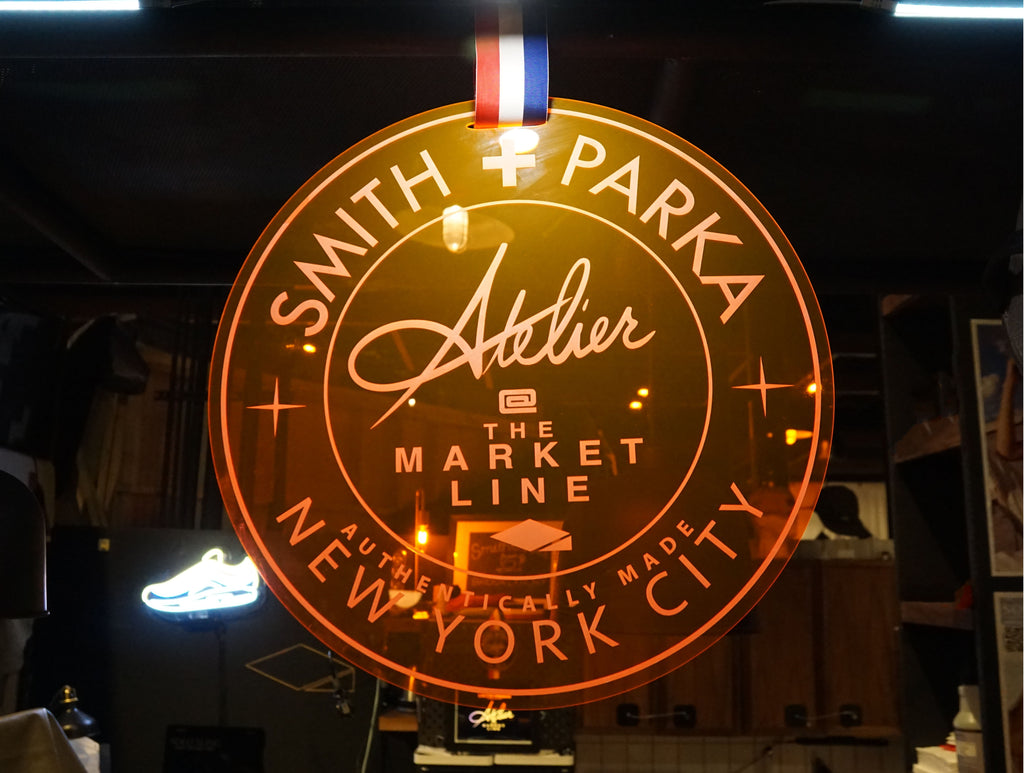 SMITH + PARKA
Atelier
@
THE
MARKET
LINE
AUTHENTICALLY MADE
NEW YORK CITY
Atelier